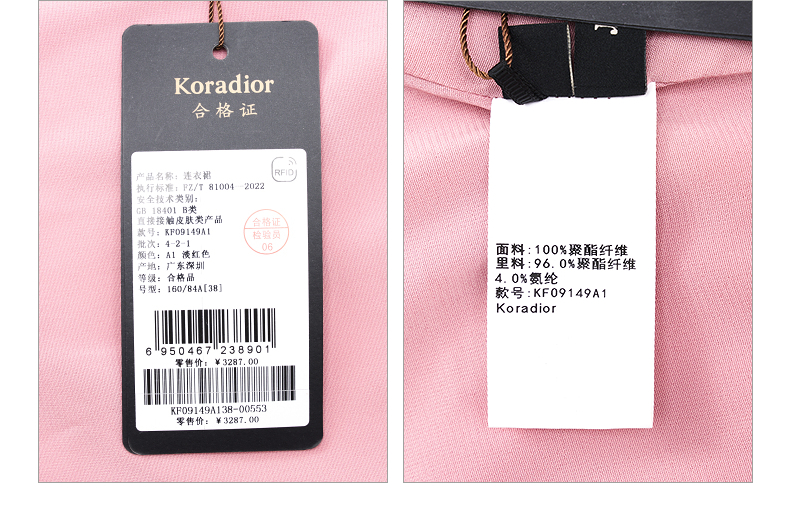 Koradior
合格证
产品名称: 连衣裙
RFID
执行标准: FZ/T 81004-2022
安全技术类别:
GB 18401 B类
直接接触皮肤类产品
款号: KF09149A1
批次: 4-2-1
颜色: A1 淡红色
产地: 广东深圳
等级: 合格品
号型: 160/84A[38]
合格证
检验员
06
6 950467 238901
零售价: ¥3287.00
KF09149A138-00553
零售价: ¥3287.00
面料: 100%聚酯纤维
里料: 96.0%聚酯纤维
4.0%氨纶
款号: KF09149A1
Koradior